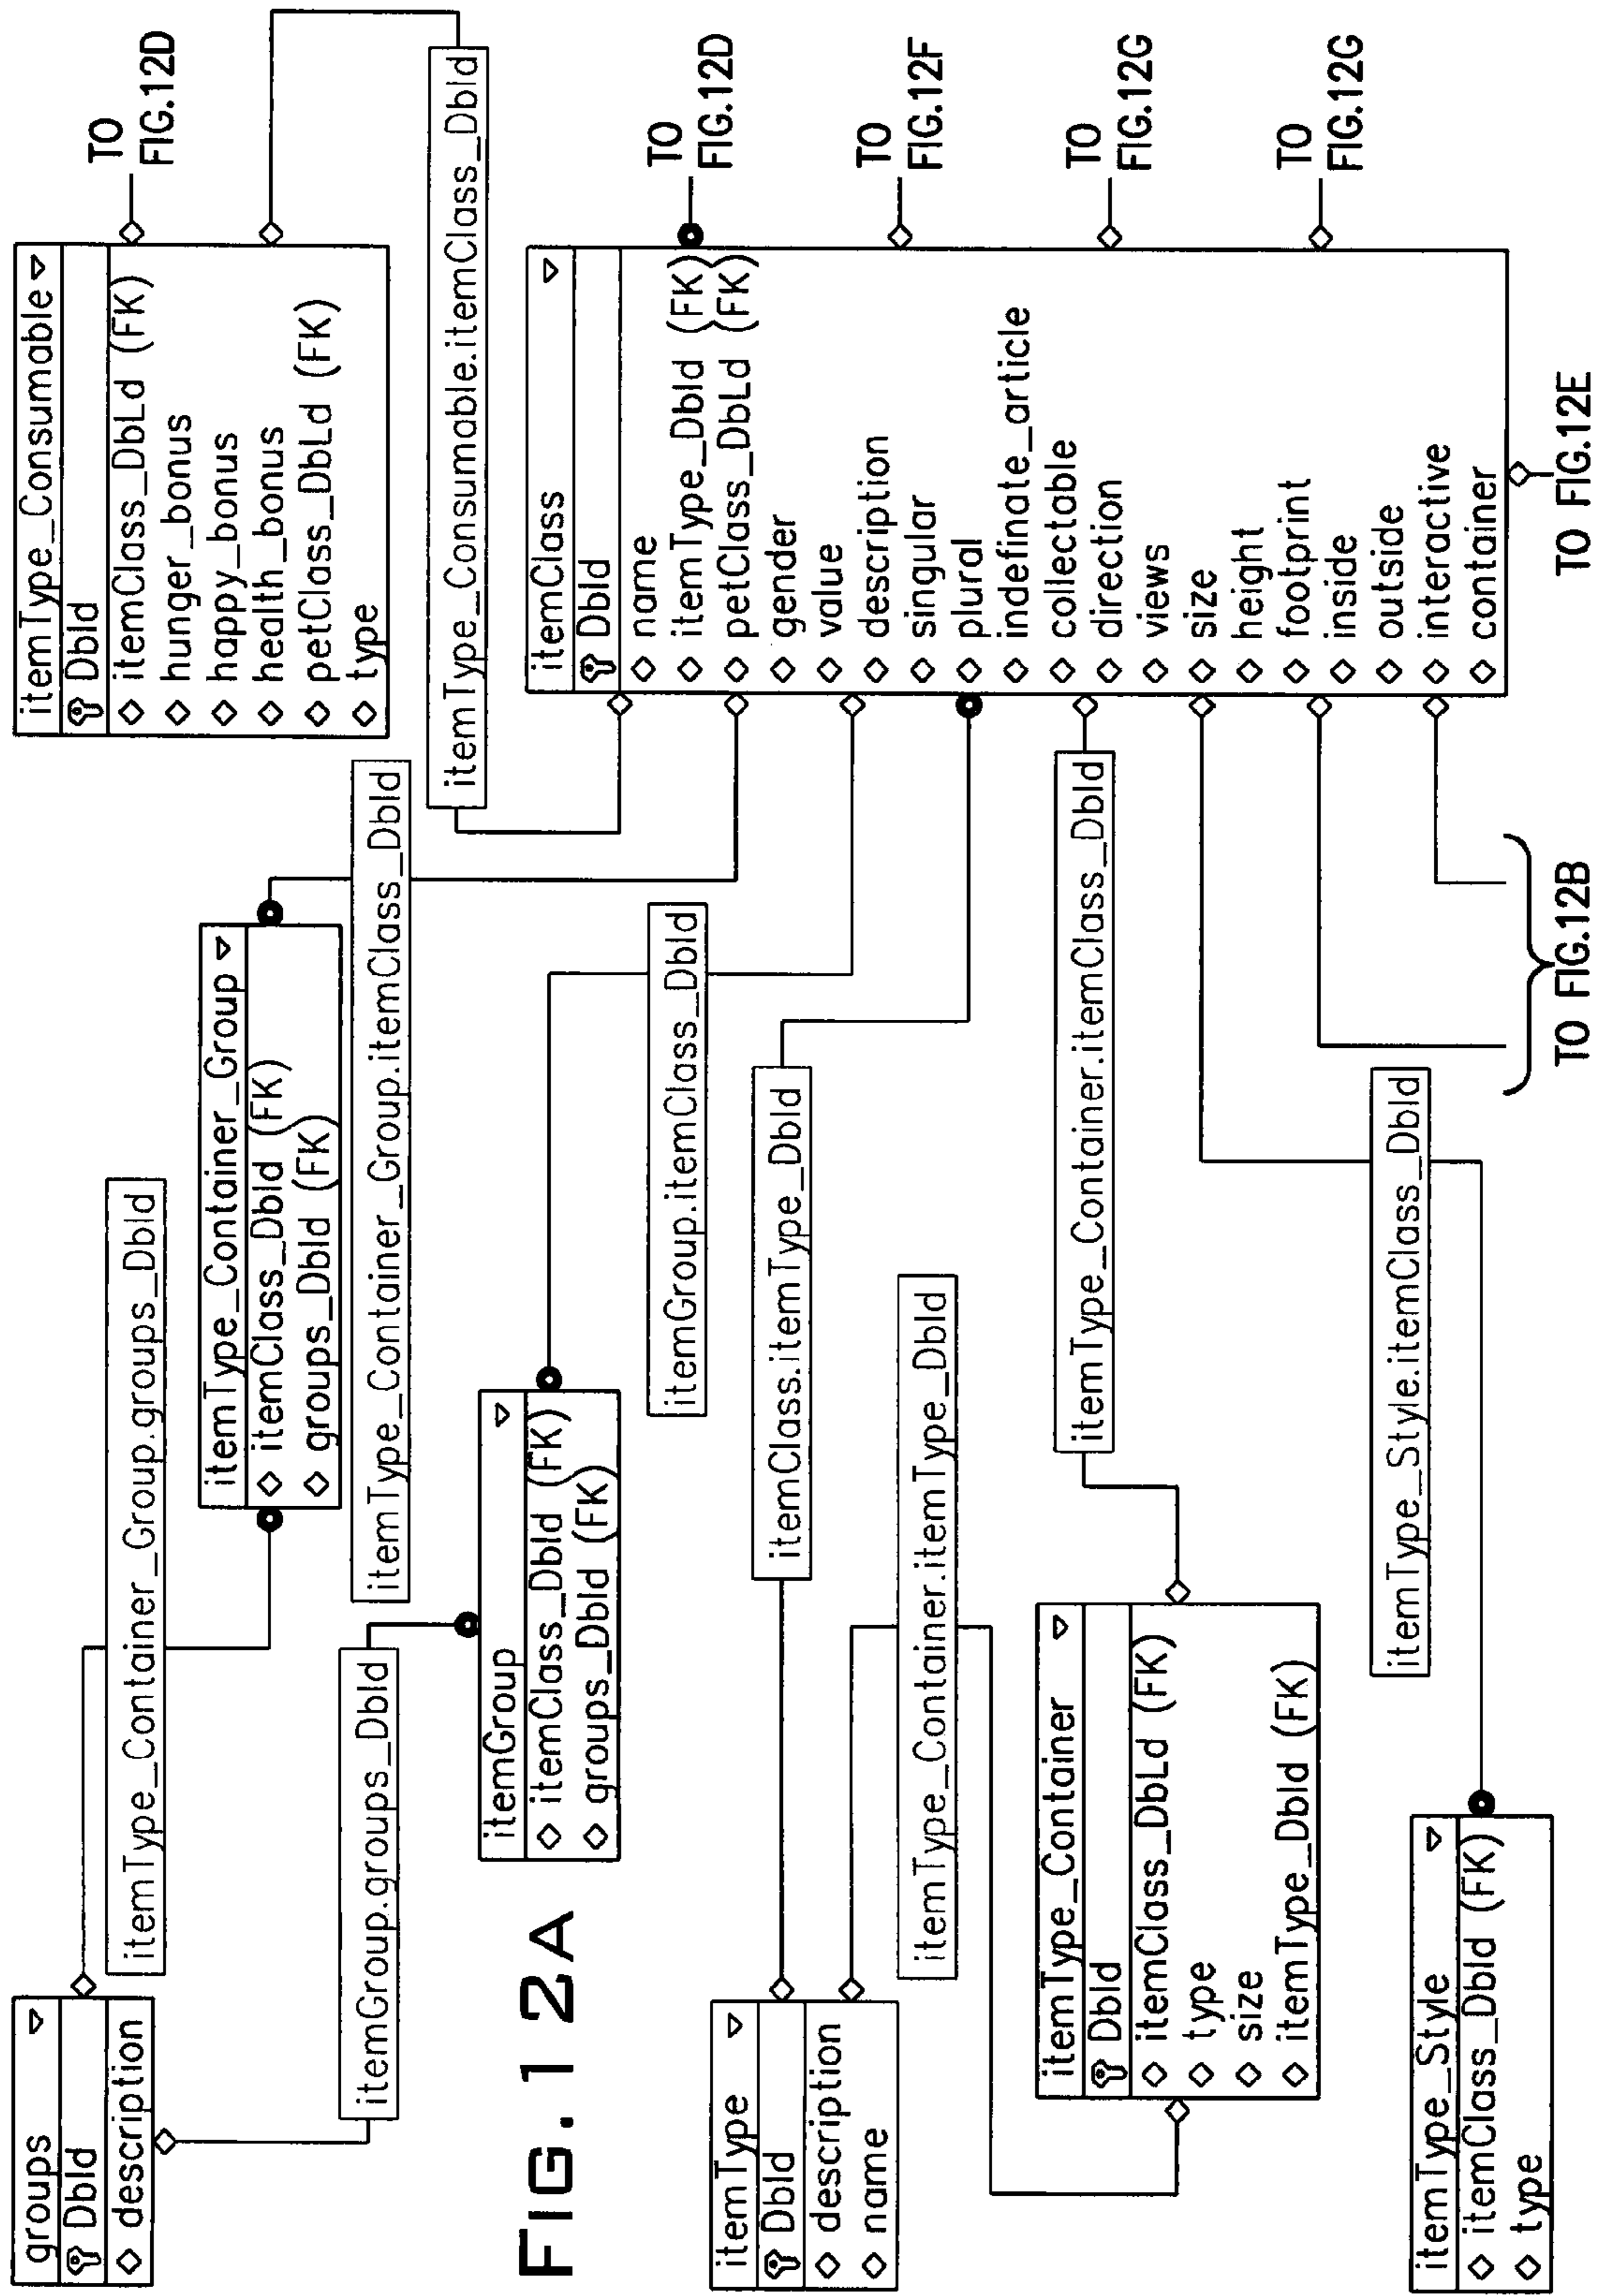 groups
DbId
description
itemType_Container_Group.groups_DbId
itemGroup.groups_DbId
itemType_Container_Group
itemClass_DbId (FK)
groups_DbId (FK)
itemType_Container_Group.itemClass_DbId
itemType_Consumable
DbId
itemClass_DbLd (FK)
hunger_bonus
happy_bonus
health_bonus
petClass_DbLd (FK)
type
TO
FIG.12D
itemType_Consumable.itemClass_DbId
FIG.12A
itemGroup
itemClass_DbId (FK)
groups_DbId (FK)
itemGroup.itemClass_DbId
itemClass.itemType_DbId
itemType
DbId
description
name
itemType_Container.itemType_DbId
itemType_Container
DbId
itemClass_DbLd (FK)
type
size
itemType_DbId (FK)
itemType_Container.itemClass_DbId
itemType_Style
itemClass_DbId (FK)
type
itemType_Style.itemClass_DbId
itemClass
DbId
name
itemType_DbId (FK)
petClass_DbLd (FK)
gender
value
description
singular
plural
indefinate_article
collectable
direction
views
size
height
footprint
inside
outside
interactive
container
TO
FIG.12D
TO
FIG.12F
TO
FIG.12G
TO
FIG.12G
TO FIG.12B
TO FIG.12E